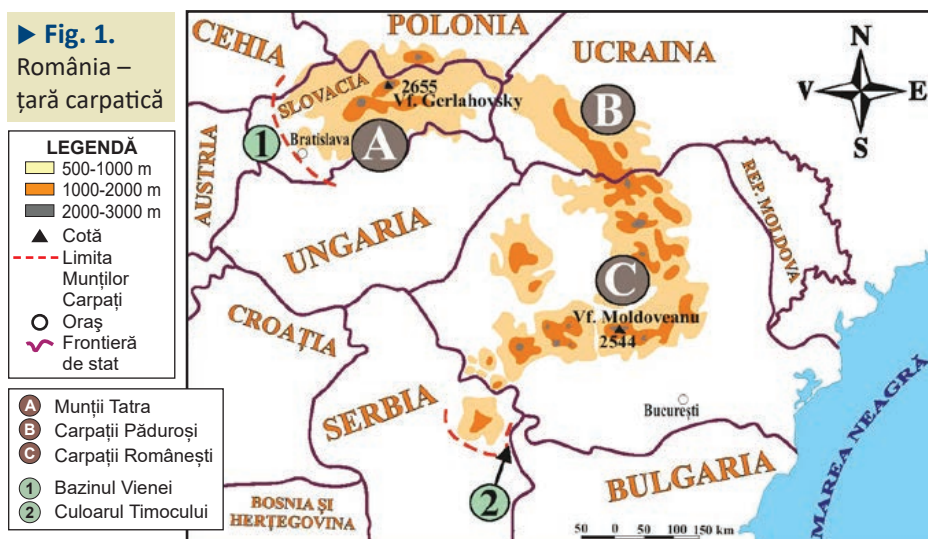 ▶ Fig. 1.
România –
țară carpatică
LEGENDĂ
500-1000 m
1000-2000 m
2000-3000 m
Cotă
Limita
Munților
Carpați
Oraș
Frontieră
de stat
A Munții Tatra
B Carpații Păduroși
C Carpații Românești
1 Bazinul Vienei
2 Culoarul Timocului
CEHIA
POLONIA
UCRAINA
SLOVACIA
2655
Vf. Gerlahovsky
Bratislava
1
A
B
AUSTRIA
UNGARIA
REP. MOLDOVA
C
Vf. Moldoveanu
2544
CROAȚIA
SERBIA
București
BULGARIA
2
BOSNIA ȘI
HERȚEGOVINA
MAREA NEAGRĂ
50 0 50 100 150 km
N
V E
S